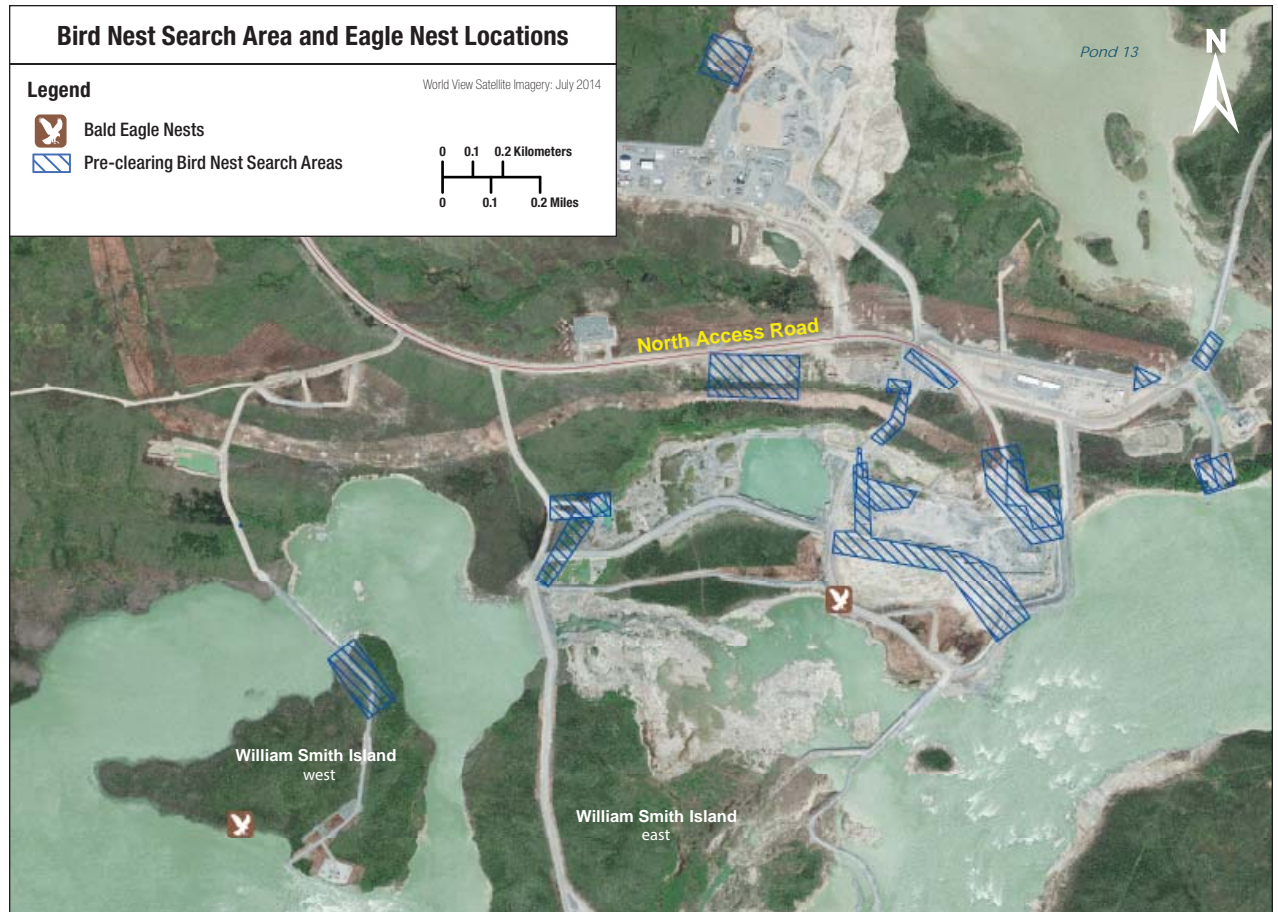 Bird Nest Search Area and Eagle Nest Locations
Legend
World View Satellite Imagery: July 2014
Bald Eagle Nests
Pre-clearing Bird Nest Search Areas
0 0.1 0.2 Kilometers
0 0.1 0.2 Miles
Pond 13
N
North Access Road
William Smith Island
west
William Smith Island
east